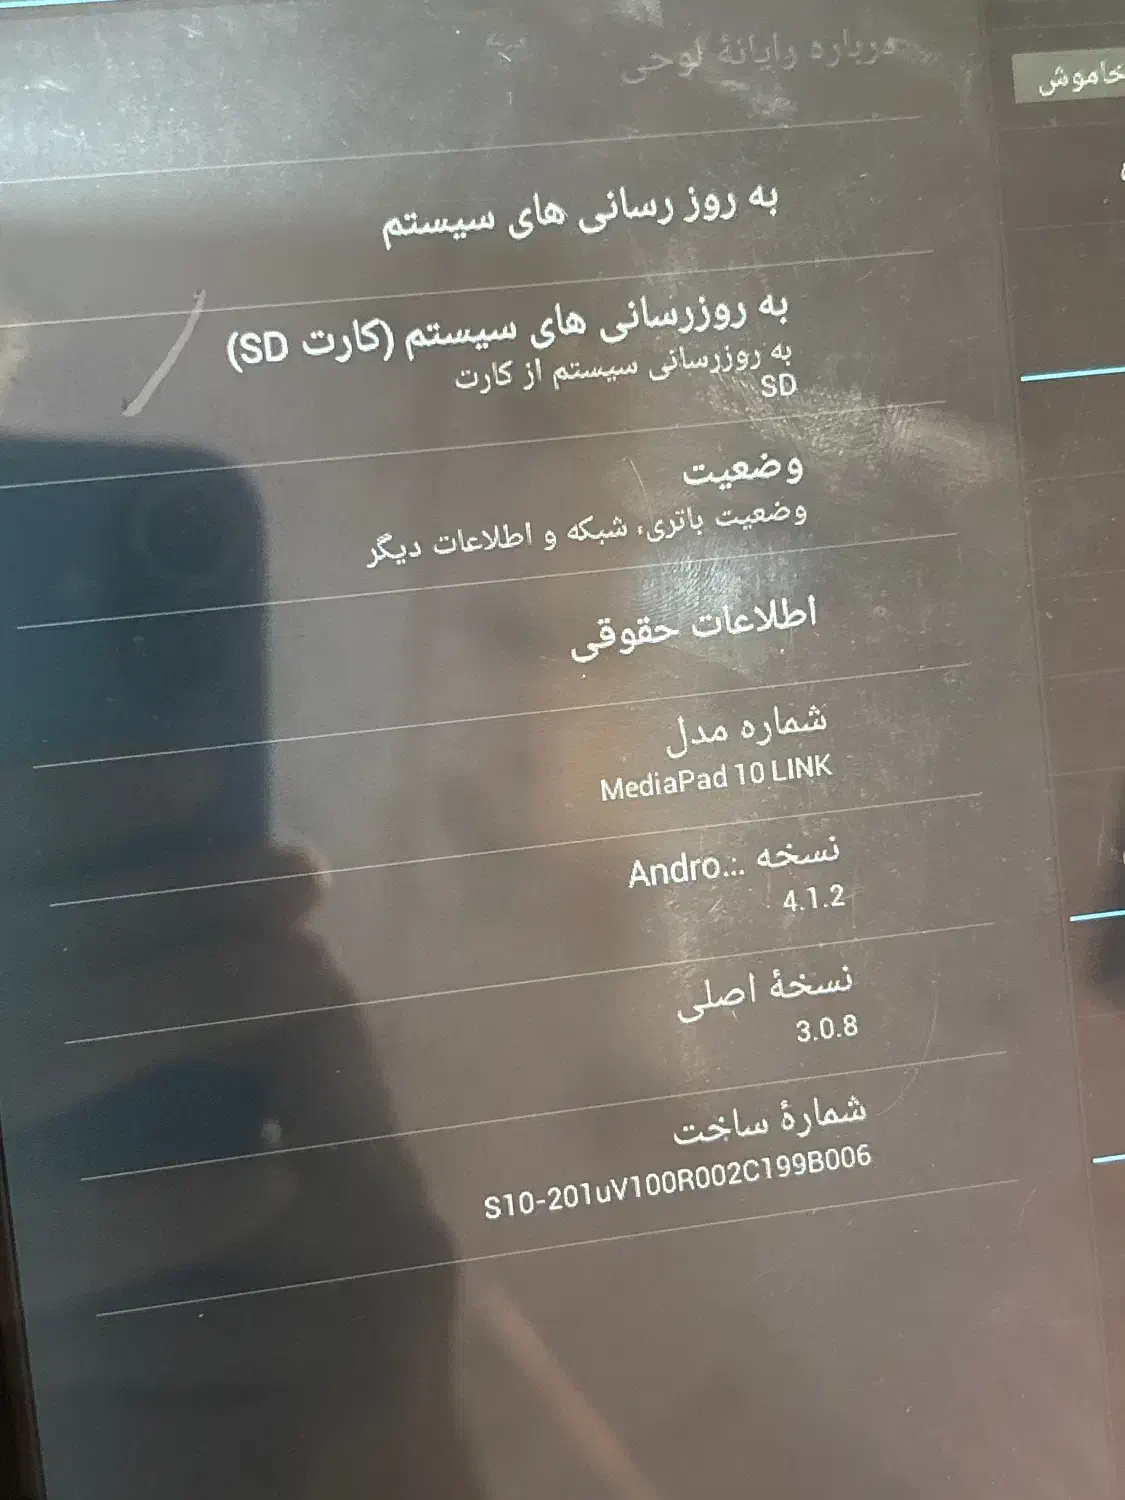 درباره رایانهٔ لوحی
خاموش
به روز رسانی های سیستم
به روزرسانی های سیستم (کارت SD)
به روزرسانی سیستم از کارت
SD
وضعیت
وضعیت باتری، شبکه و اطلاعات دیگر
اطلاعات حقوقی
شماره مدل
MediaPad 10 LINK
نسخه Andro...
4.1.2
نسخهٔ اصلی
3.0.8
شمارهٔ ساخت
S10-201uV100R002C199B006